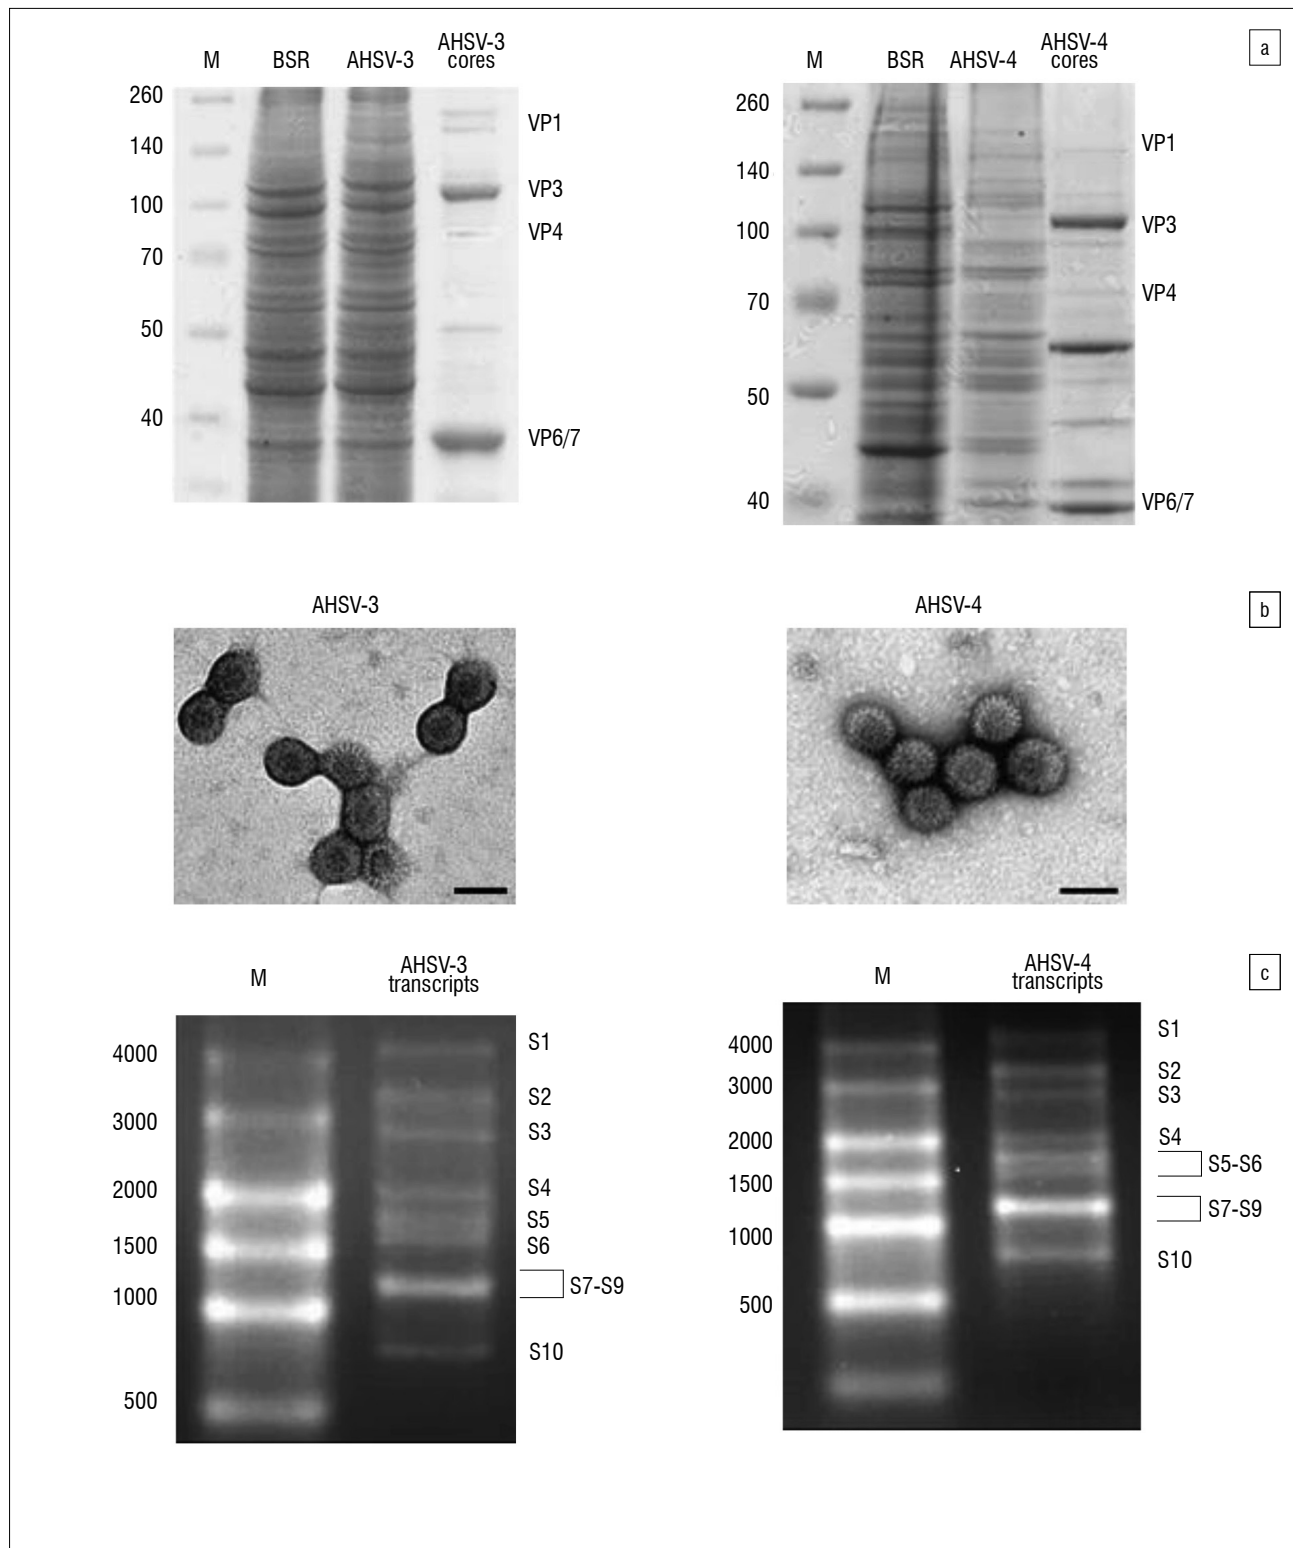 a
M
BSR
AHSV-3
AHSV-3
cores
260
140
100
70
50
40
VP1
VP3
VP4
VP6/7
M
BSR
AHSV-4
AHSV-4
cores
260
140
100
70
50
40
VP1
VP3
VP4
VP6/7
b
AHSV-3
AHSV-4
c
M
AHSV-3
transcripts
4000
3000
2000
1500
1000
500
S1
S2
S3
S4
S5
S6
S7-S9
S10
M
AHSV-4
transcripts
4000
3000
2000
1500
1000
500
S1
S2
S3
S4
S5-S6
S7-S9
S10